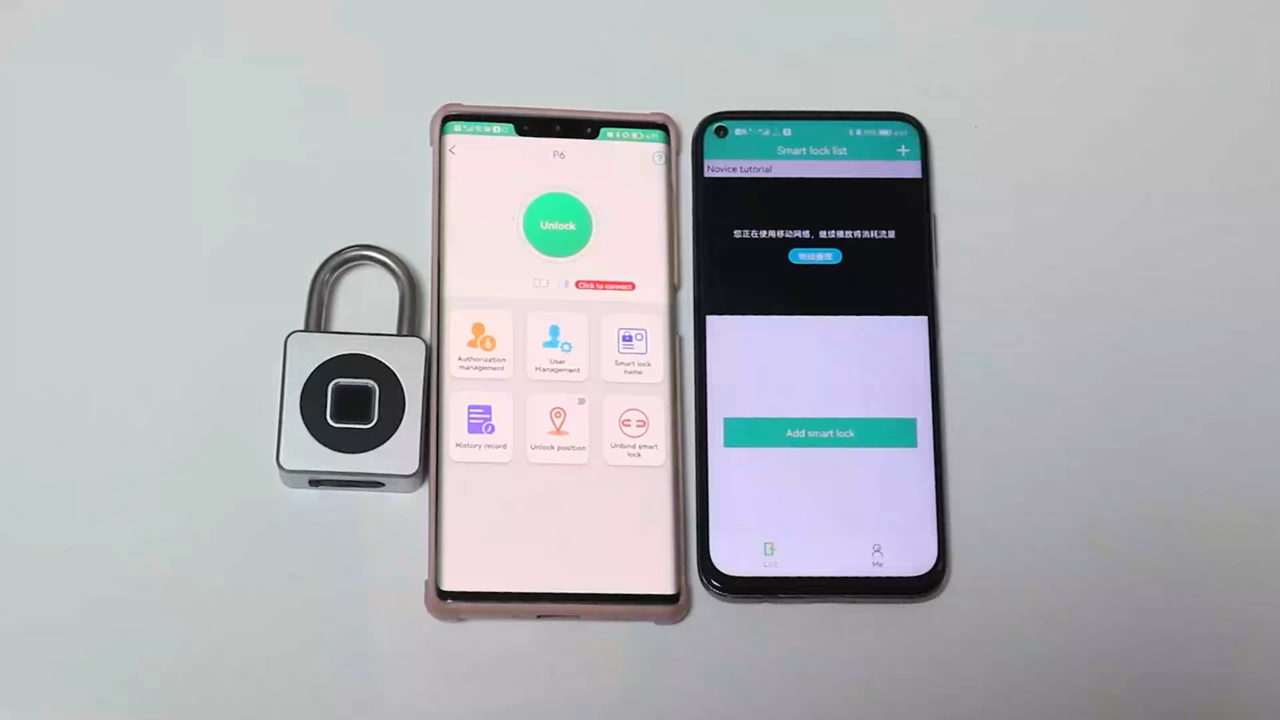 P6
?
Unlock
Click to connect
Authorization
management
User
Management
Smart lock
name
History record
Unlock position
Unbind smart
lock
Smart lock list
Novice tutorial
您正在使用移动网络，继续播放将消耗流量
继续播放
Add smart lock
List
Me